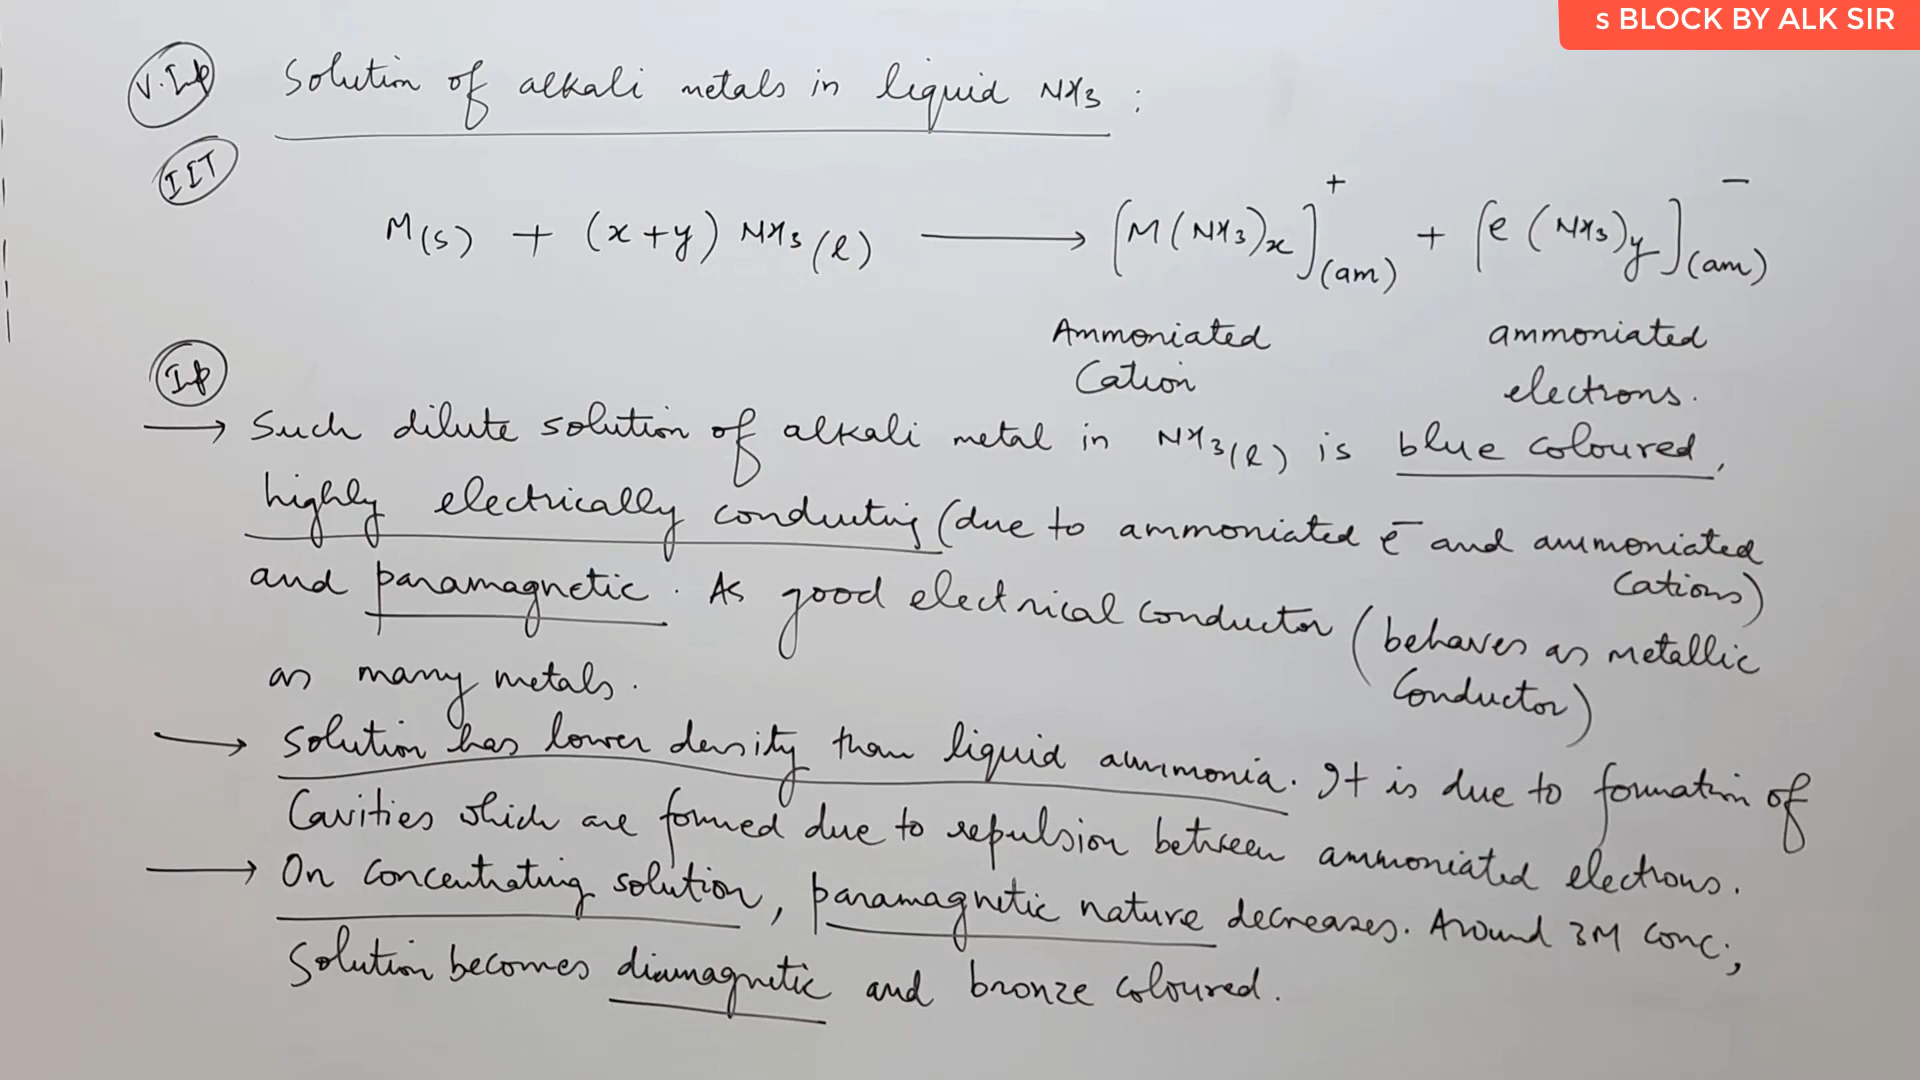 s BLOCK BY ALK SIR
V. Imp
Solution of alkali metals in liquid NH3 :
IIT
M(s) + (x+y) NH3 (l) ⟶ [M(NH3)x]+(am) + [e(NH3)y]−(am)
Ammoniated ammoniated
Cation electrons.
Imp
→ Such dilute solution of alkali metal in NH3(l) is blue coloured,
highly electrically conducting (due to ammoniated e̅ and ammoniated
cations)
and paramagnetic. As good electrical conductor (behaves as metallic
as many metals. Conductor)
→ Solution has lower density than liquid ammonia. It is due to formation of
Cavities which are formed due to repulsion between ammoniated electrons.
→ On concentrating solution, paramagnetic nature decreases. Around 3M conc;
Solution becomes diamagnetic and bronze coloured.